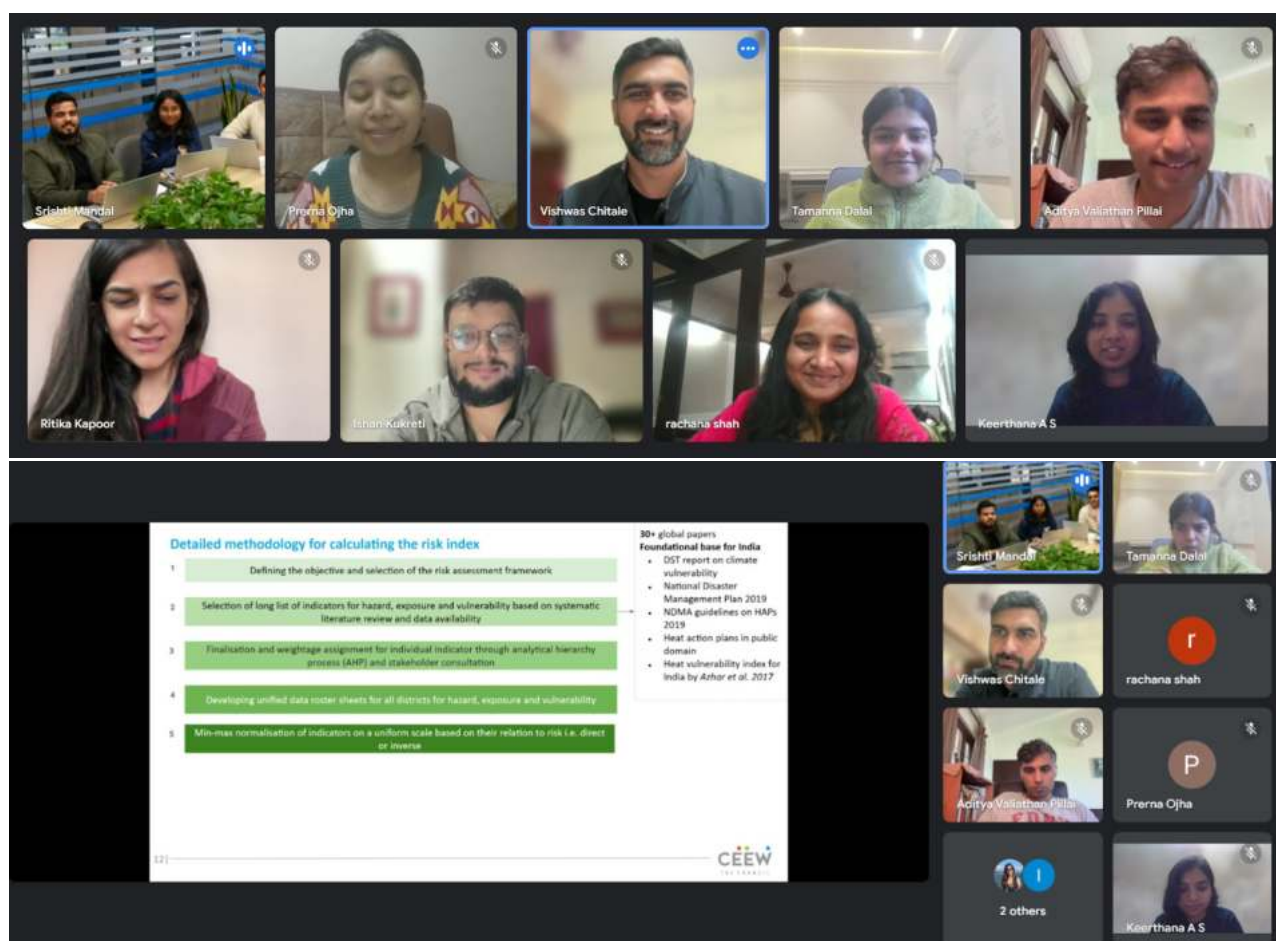 Srishti Mandal
Prerna Ojha
Vishwas Chitale
Tamanna Dalal
Aditya Valiathan Pillai
Ritika Kapoor
Ishan Kukreti
rachana shah
Keerthana A S
Detailed methodology for calculating the risk index
1
Defining the objective and selection of the risk assessment framework
2
Selection of long list of indicators for hazard, exposure and vulnerability based on systematic
literature review and data availability
3
Finalisation and weightage assignment for individual indicator through analytical hierarchy
process (AHP) and stakeholder consultation
4
Developing unified data roster sheets for all districts for hazard, exposure and vulnerability
5
Min-max normalisation of indicators on a uniform scale based on their relation to risk i.e. direct
or inverse
30+ global papers
Foundational base for India
• DST report on climate
vulnerability
• National Disaster
Management Plan 2019
• NDMA guidelines on HAPs
2019
• Heat action plans in public
domain
• Heat vulnerability index for
India by Azhar et al. 2017
12|
CEEW
THE COUNCIL
Srishti Mandal
Tamanna Dalal
Vishwas Chitale
r
rachana shah
Aditya Valiathan Pillai
P
Prerna Ojha
I
2 others
Keerthana A S